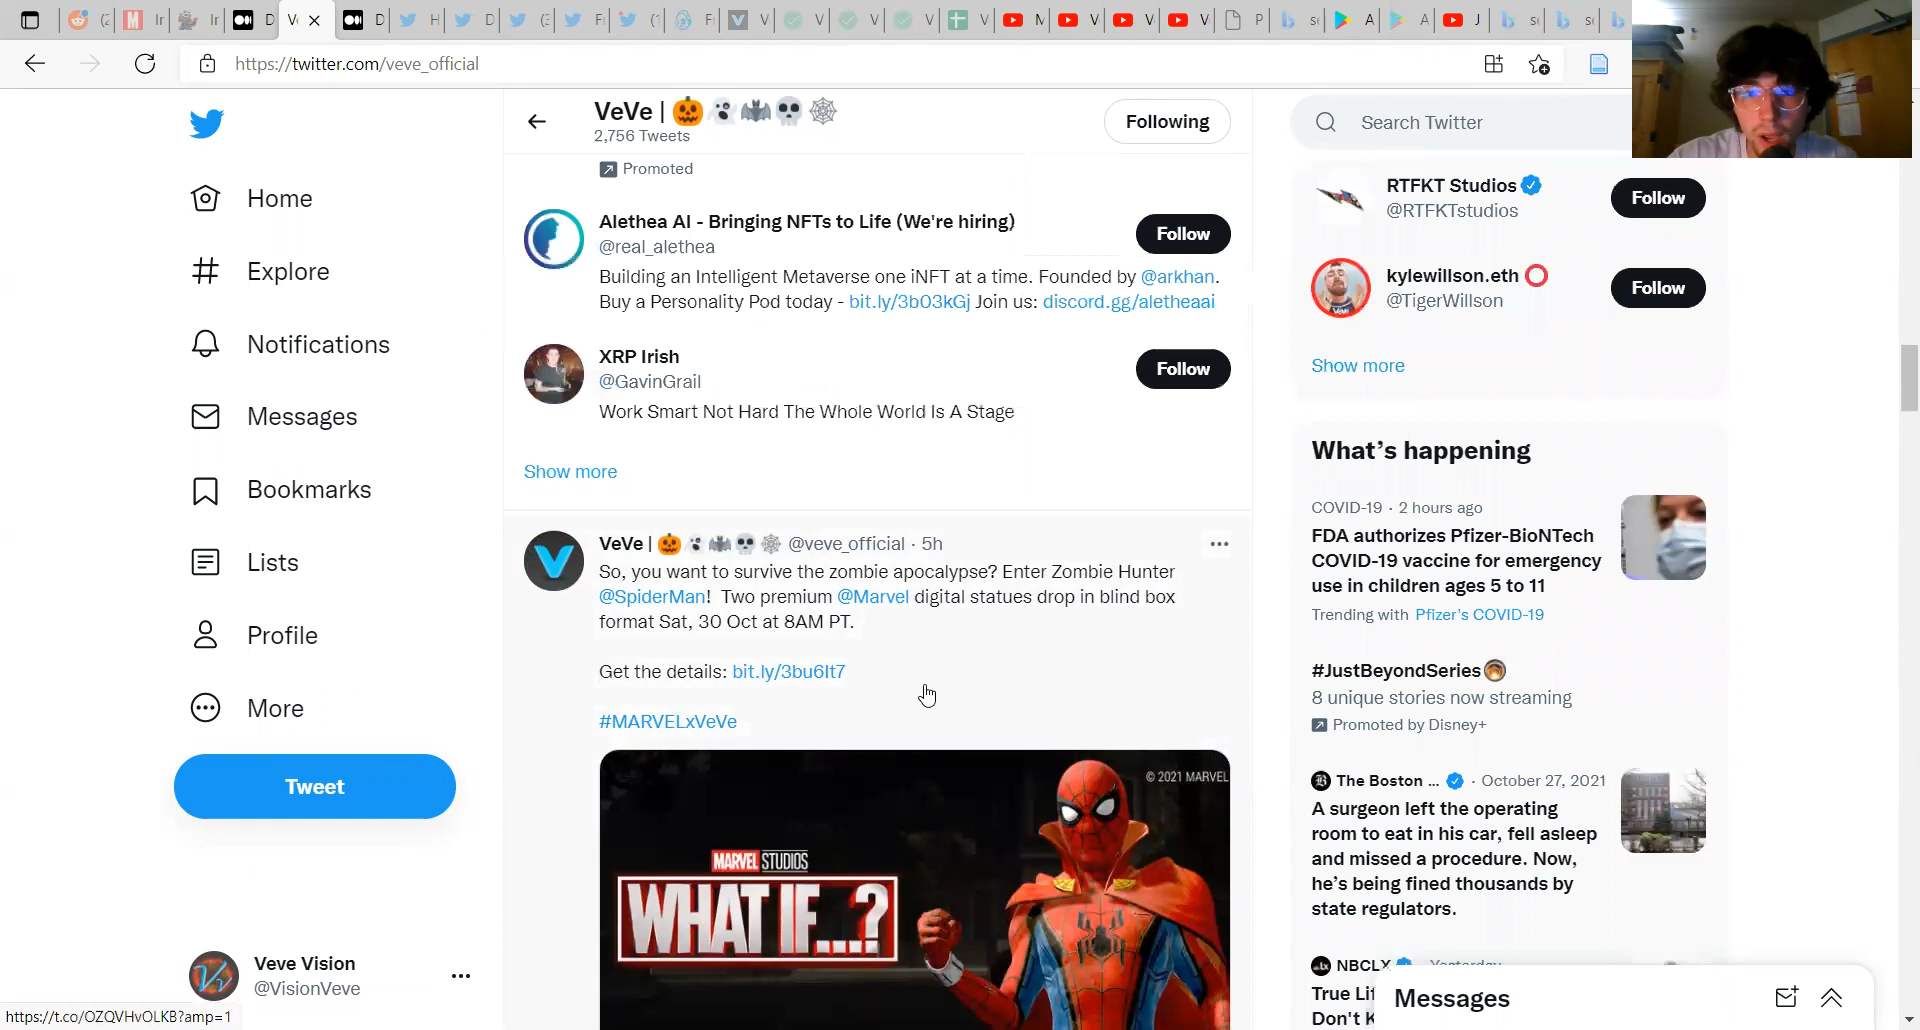 https://twitter.com/veve_official
VeVe | 🎃👻🦇💀🕸
2,756 Tweets
Following
Search Twitter
Home
Explore
Notifications
Messages
Bookmarks
Lists
Profile
More
Tweet
Veve Vision
@VisionVeve
https://t.co/OZQVHvOLKB?amp=1
Promoted
Alethea AI - Bringing NFTs to Life (We're hiring)
@real_alethea
Follow
Building an Intelligent Metaverse one iNFT at a time. Founded by @arkhan.
Buy a Personality Pod today - bit.ly/3b03kGj Join us: discord.gg/aletheaai
XRP Irish
@GavinGrail
Follow
Work Smart Not Hard The Whole World Is A Stage
Show more
VeVe | 🎃👻🦇💀🕸 @veve_official · 5h
So, you want to survive the zombie apocalypse? Enter Zombie Hunter
@SpiderMan! Two premium @Marvel digital statues drop in blind box
format Sat, 30 Oct at 8AM PT.
Get the details: bit.ly/3bu6It7
#MARVELxVeVe
© 2021 MARVEL
MARVEL STUDIOS
WHAT IF...?
RTFKT Studios
@RTFKTstudios
Follow
kylewillson.eth ⭕
@TigerWillson
Follow
Show more
What's happening
COVID-19 · 2 hours ago
FDA authorizes Pfizer-BioNTech
COVID-19 vaccine for emergency
use in children ages 5 to 11
Trending with Pfizer's COVID-19
#JustBeyondSeries
8 unique stories now streaming
Promoted by Disney+
The Boston ... · October 27, 2021
A surgeon left the operating
room to eat in his car, fell asleep
and missed a procedure. Now,
he's being fined thousands by
state regulators.
NBCLX · Yesterday
True Li
Don't K
Messages